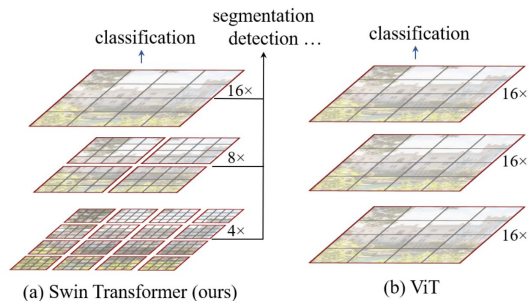 segmentation
classification
detection ...
classification
16×
8×
4×
16×
16×
16×
(a) Swin Transformer (ours)
(b) ViT